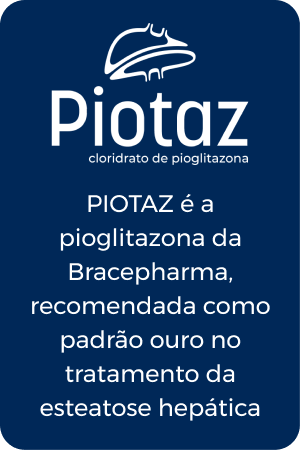 Piotaz
cloridrato de pioglitazona
PIOTAZ é a
pioglitazona da
Bracepharma,
recomendada como
padrão ouro no
tratamento da
esteatose hepática